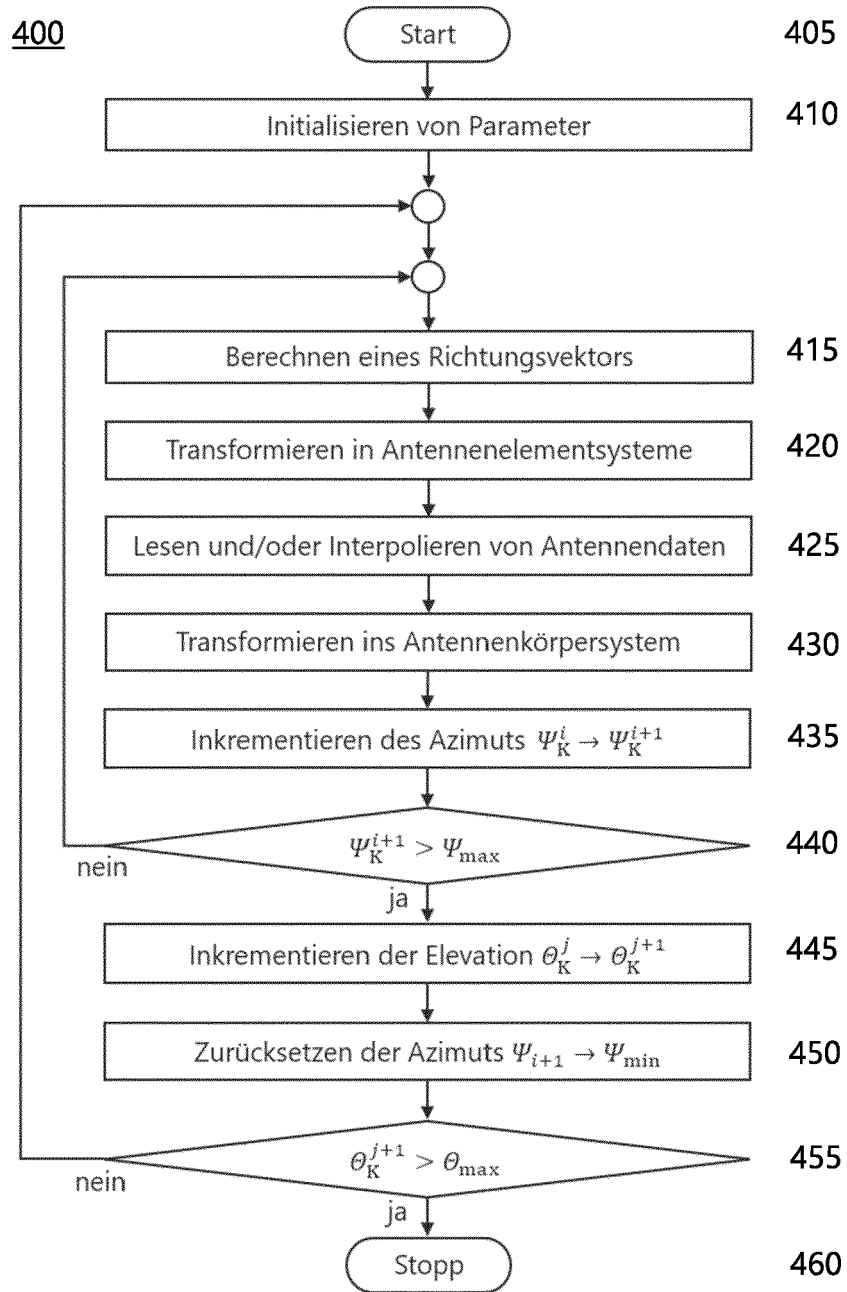 400
Start
405
Initialisieren von Parameter
410
Berechnen eines Richtungsvektors
415
Transformieren in Antennenelementsysteme
420
Lesen und/oder Interpolieren von Antennendaten
425
Transformieren ins Antennenkörpersystem
430
Inkrementieren des Azimuts Ψ_K^i → Ψ_K^{i+1}
435
Ψ_K^{i+1} > Ψ_max
440
nein
ja
Inkrementieren der Elevation Θ_K^j → Θ_K^{j+1}
445
Zurücksetzen der Azimuts Ψ_{i+1} → Ψ_min
450
Θ_K^{j+1} > Θ_max
455
nein
ja
Stopp
460